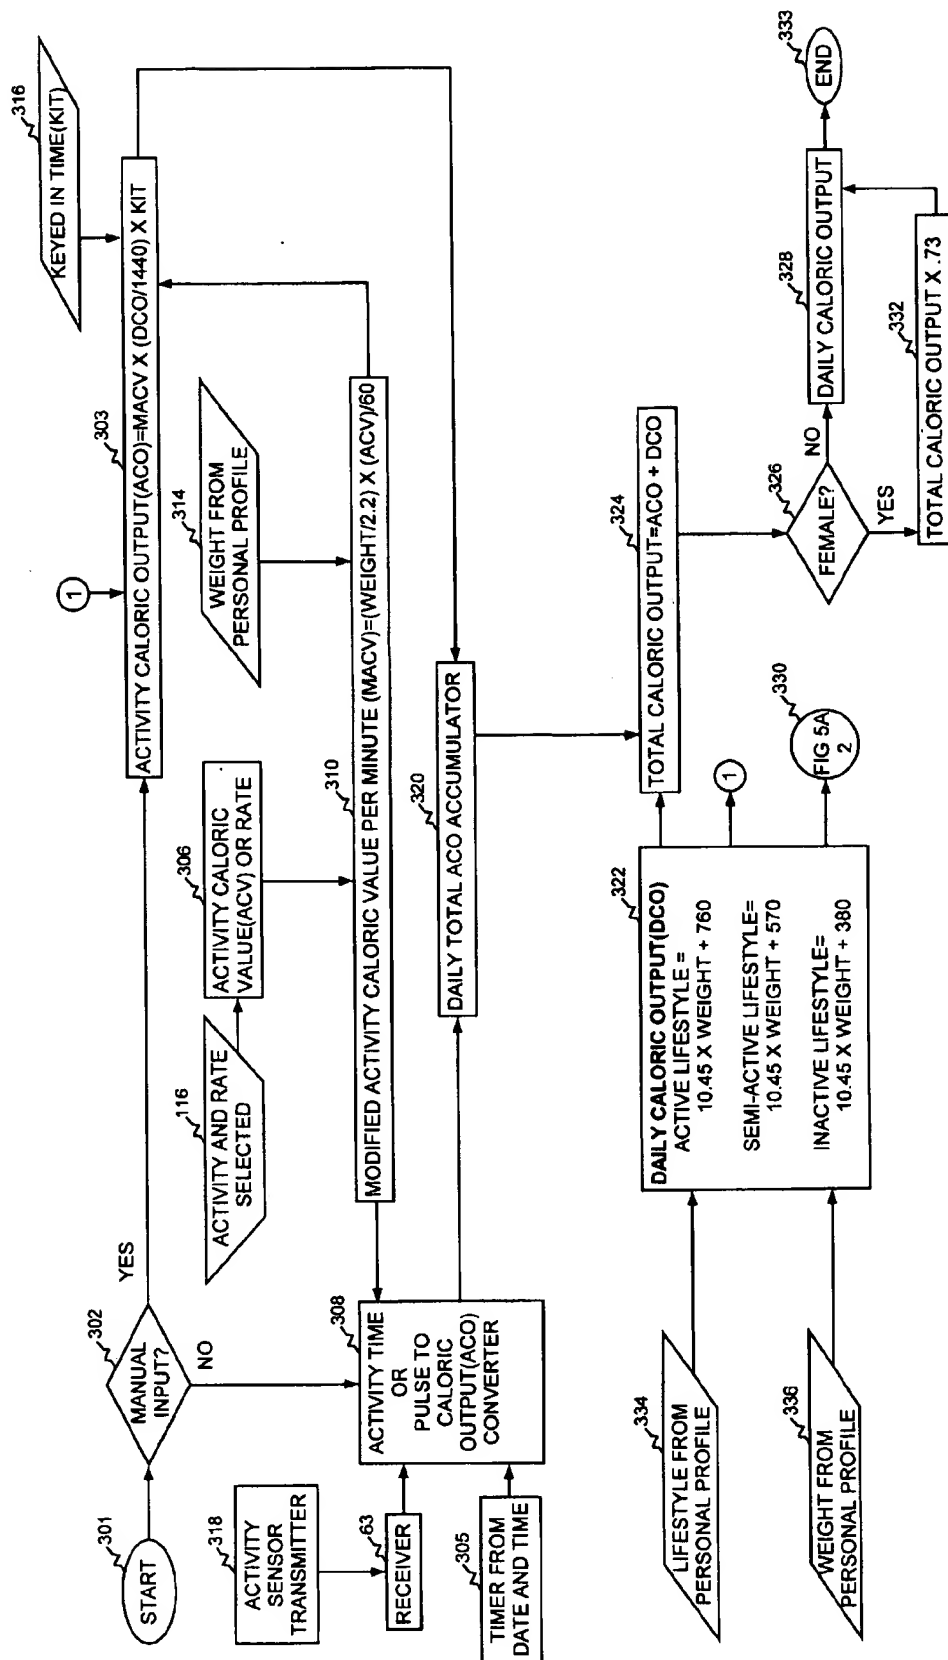 301
START
302
MANUAL
INPUT?
YES
NO
1
303
ACTIVITY CALORIC OUTPUT(ACO)=MACV X (DCO/1440) X KIT
316
KEYED IN TIME(KIT)
116
ACTIVITY AND RATE
SELECTED
306
ACTIVITY CALORIC
VALUE(ACV) OR RATE
314
WEIGHT FROM
PERSONAL PROFILE
310
MODIFIED ACTIVITY CALORIC VALUE PER MINUTE (MACV)=(WEIGHT/2.2) X (ACV)/60
318
ACTIVITY
SENSOR
TRANSMITTER
63
RECEIVER
305
TIMER FROM
DATE AND TIME
308
ACTIVITY TIME
OR
PULSE TO
CALORIC
OUTPUT(ACO)
CONVERTER
320
DAILY TOTAL ACO ACCUMULATOR
334
LIFESTYLE FROM
PERSONAL PROFILE
336
WEIGHT FROM
PERSONAL PROFILE
322
DAILY CALORIC OUTPUT(DCO)
ACTIVE LIFESTYLE =
10.45 X WEIGHT + 760
SEMI-ACTIVE LIFESTYLE=
10.45 X WEIGHT + 570
INACTIVE LIFESTYLE=
10.45 X WEIGHT + 380
324
TOTAL CALORIC OUTPUT=ACO + DCO
1
330
FIG 5A
2
326
FEMALE?
NO
YES
328
DAILY CALORIC OUTPUT
332
TOTAL CALORIC OUTPUT X .73
333
END